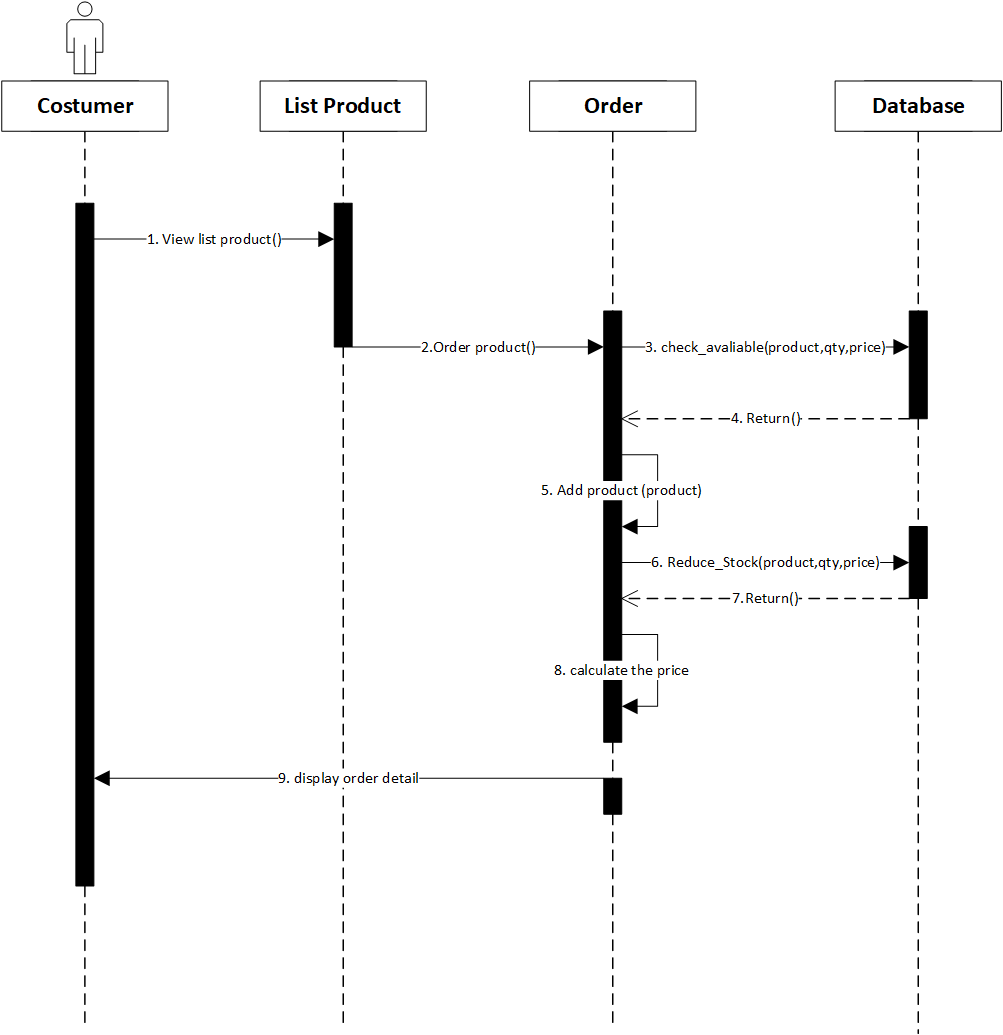 Costumer
List Product
Order
Database
1. View list product()
2.Order product()
3. check_avaliable(product,qty,price)
4. Return()
5. Add product (product)
6. Reduce_Stock(product,qty,price)
7.Return()
8. calculate the price
9. display order detail